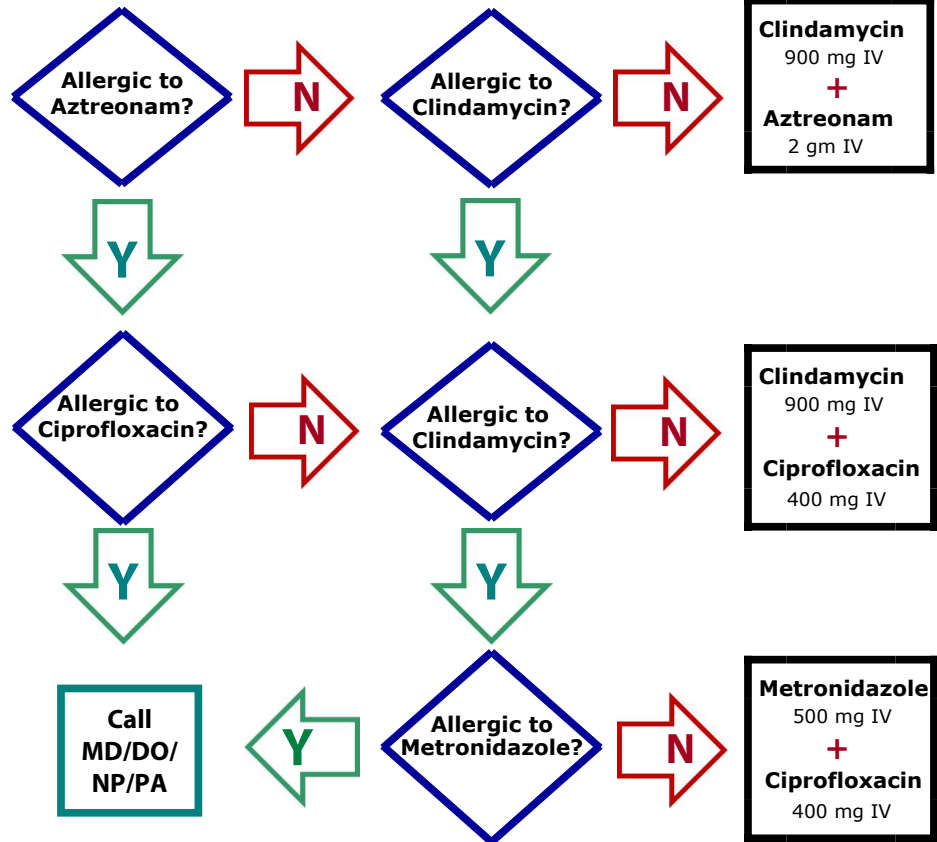 Allergic to
Aztreonam?
N
Allergic to
Clindamycin?
N
Clindamycin
900 mg IV
+
Aztreonam
2 gm IV
Y
Y
Allergic to
Ciprofloxacin?
N
Allergic to
Clindamycin?
N
Clindamycin
900 mg IV
+
Ciprofloxacin
400 mg IV
Y
Y
Call
MD/DO/
NP/PA
Y
Allergic to
Metronidazole?
N
Metronidazole
500 mg IV
+
Ciprofloxacin
400 mg IV